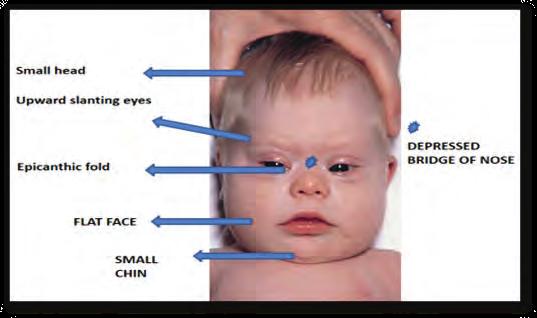 Small head
Upward slanting eyes
Epicanthic fold
FLAT FACE
SMALL
CHIN
DEPRESSED
BRIDGE OF NOSE